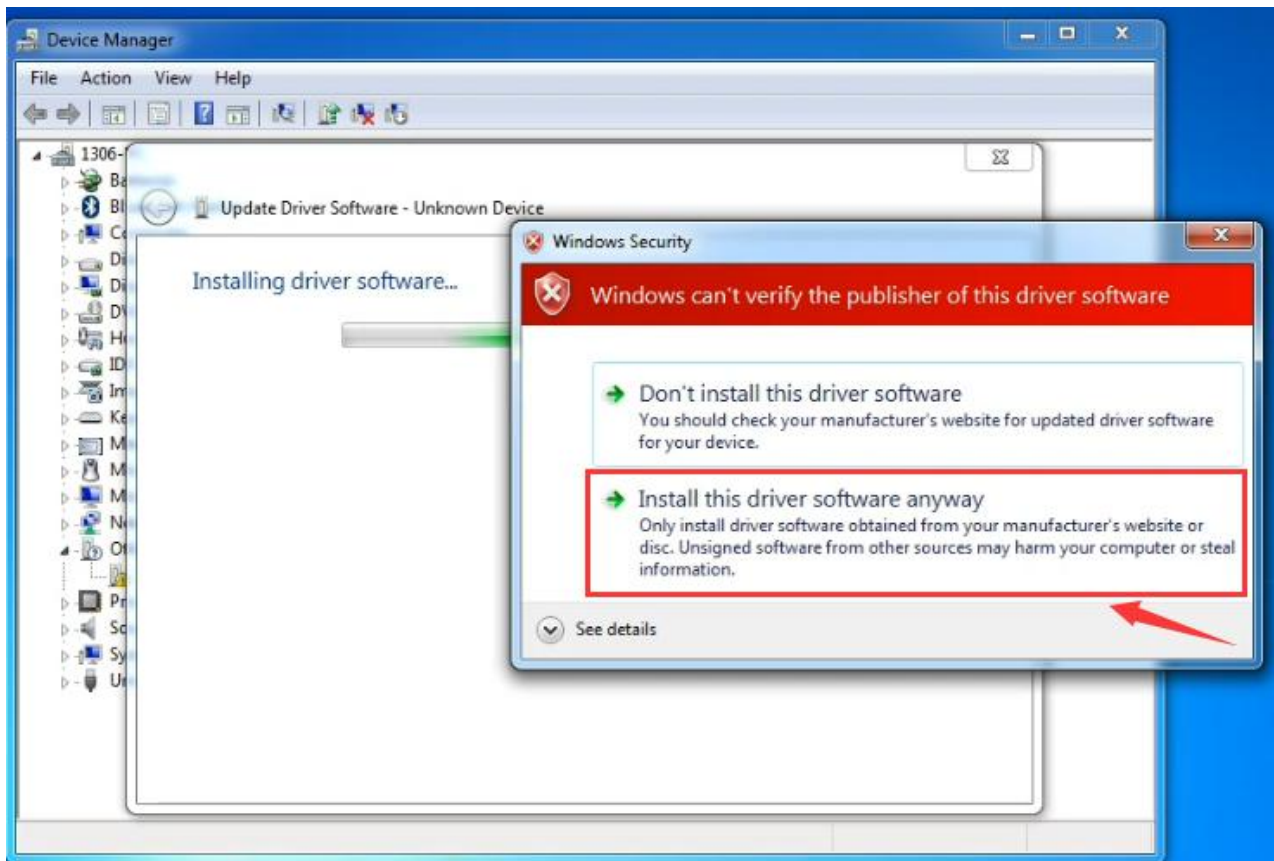 Device Manager
File Action View Help
Update Driver Software - Unknown Device
Installing driver software...
Windows Security
Windows can't verify the publisher of this driver software
Don't install this driver software
You should check your manufacturer's website for updated driver software
for your device.
Install this driver software anyway
Only install driver software obtained from your manufacturer's website or
disc. Unsigned software from other sources may harm your computer or steal
information.
See details